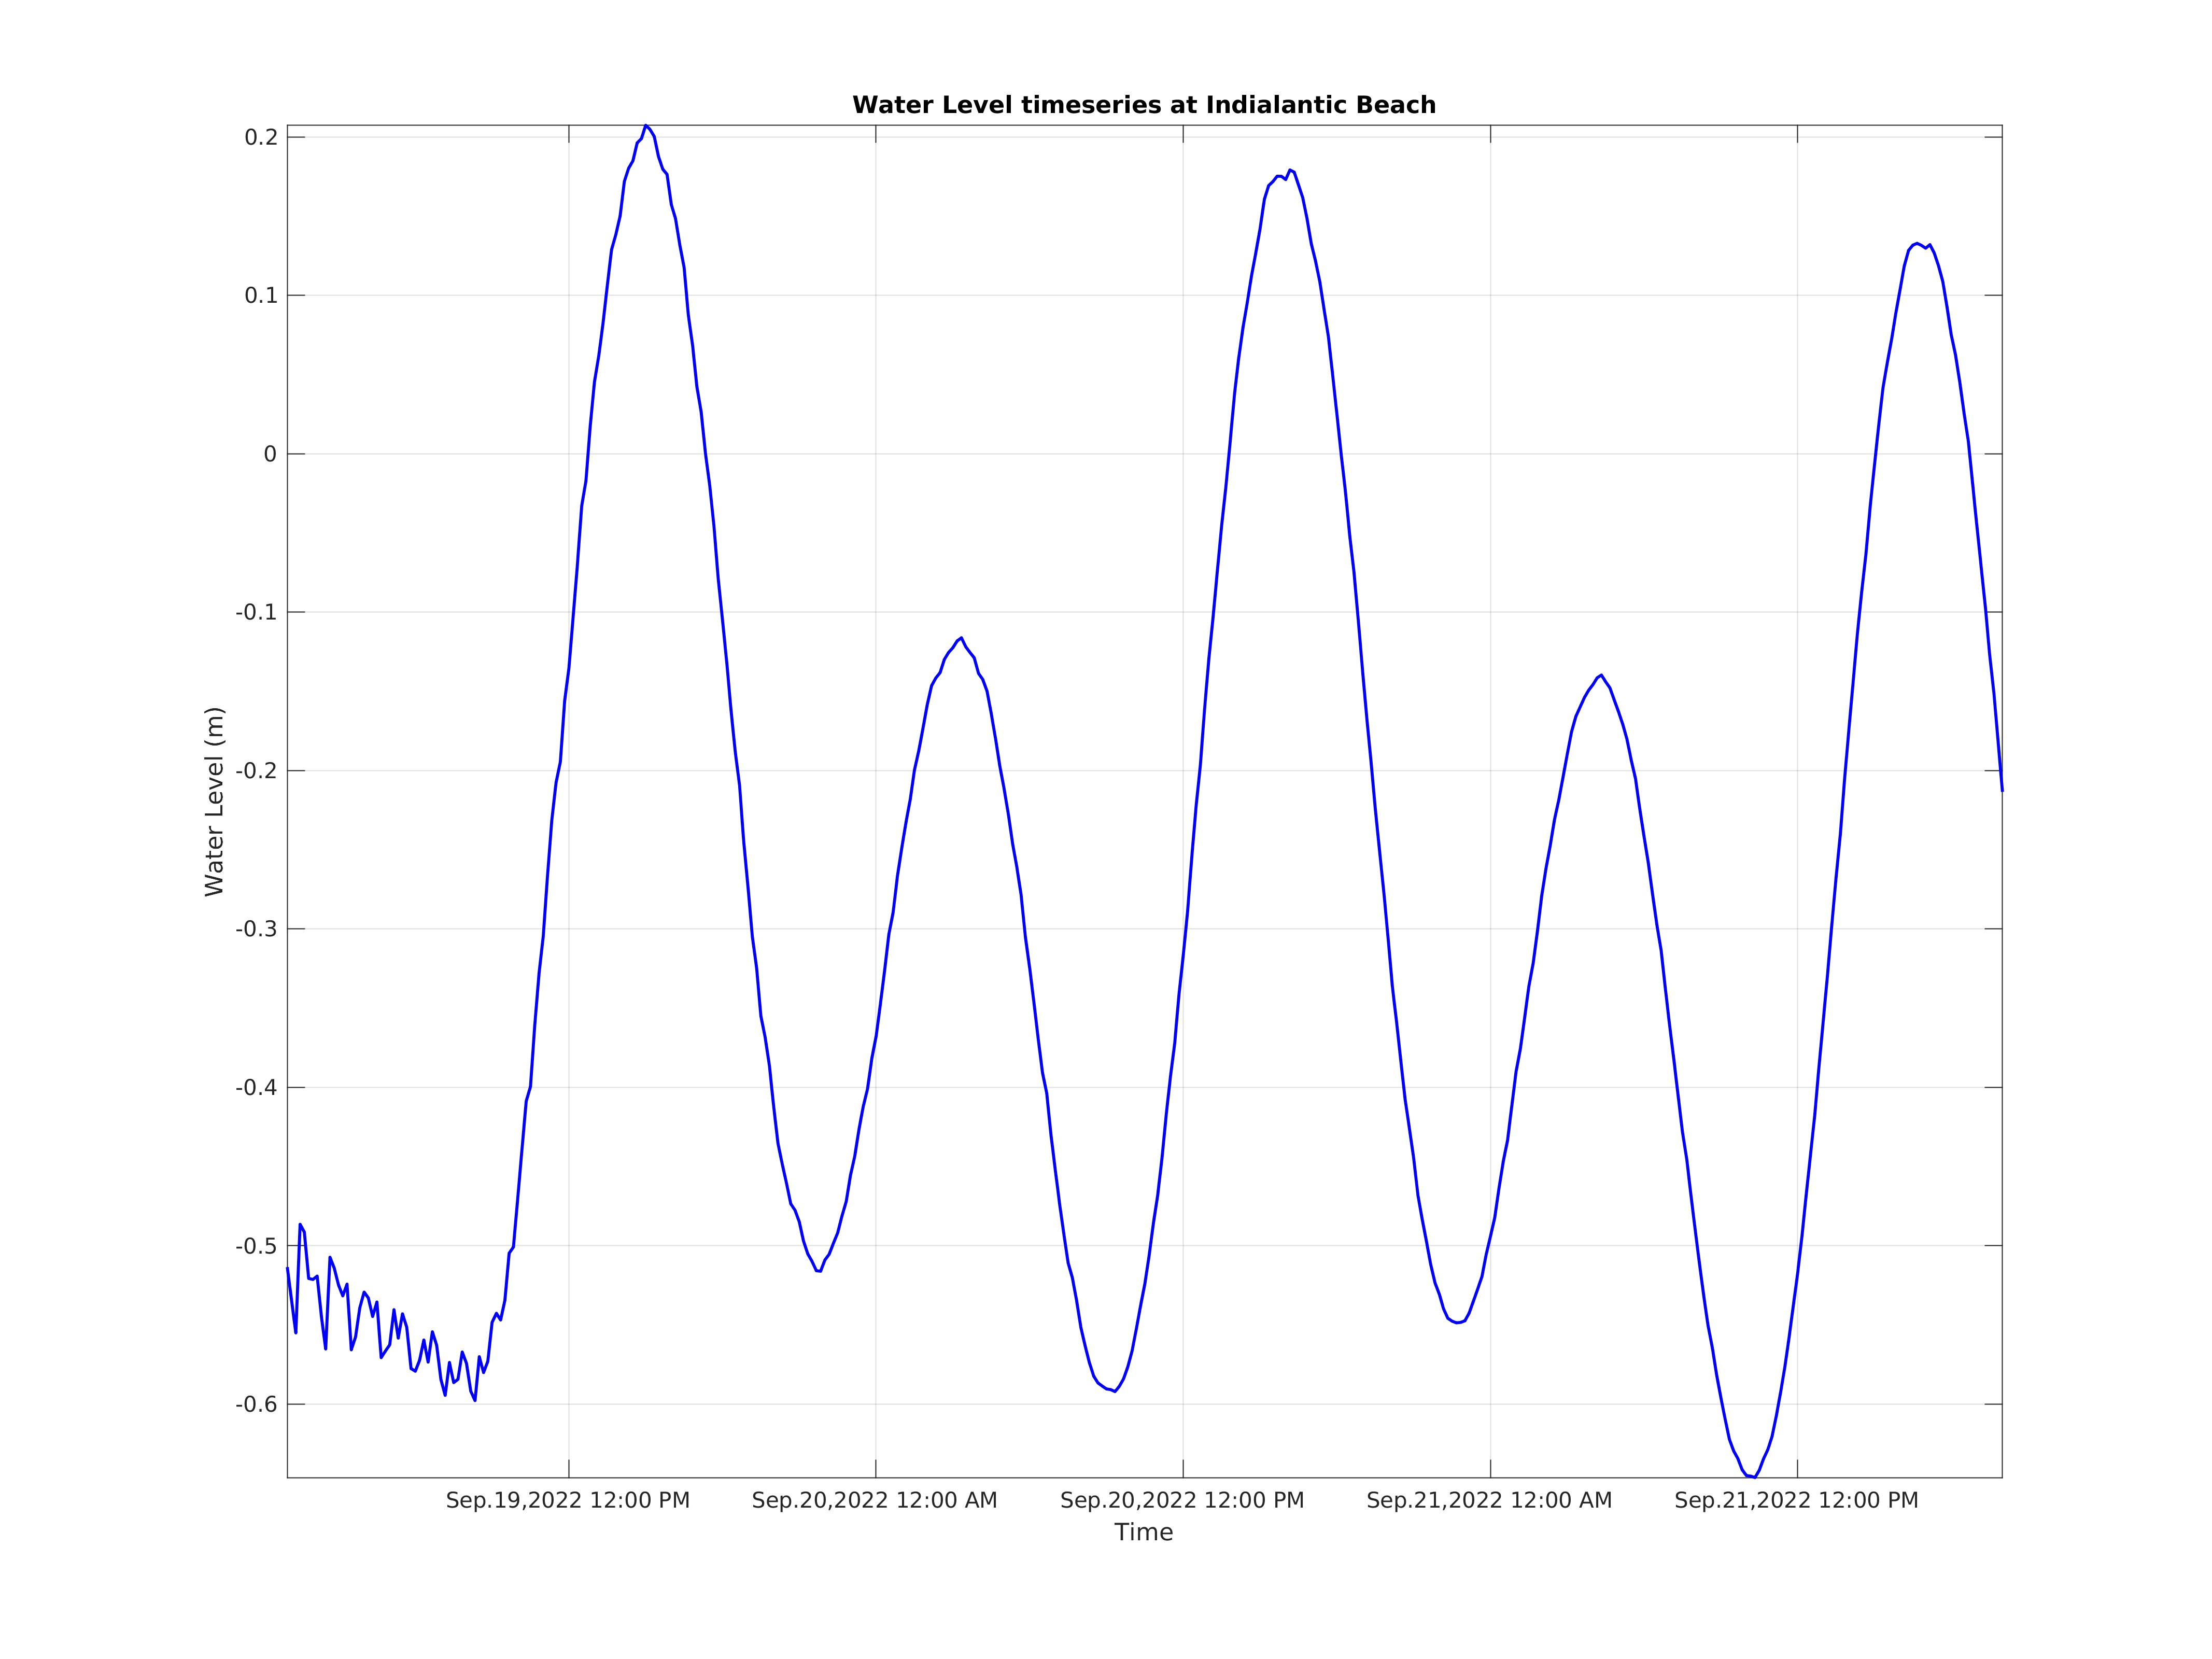 Water Level timeseries at Indialantic Beach
0.2
0.1
0
-0.1
-0.2
-0.3
-0.4
-0.5
-0.6
Water Level (m)
Sep.19,2022 12:00 PM
Sep.20,2022 12:00 AM
Sep.20,2022 12:00 PM
Sep.21,2022 12:00 AM
Sep.21,2022 12:00 PM
Time